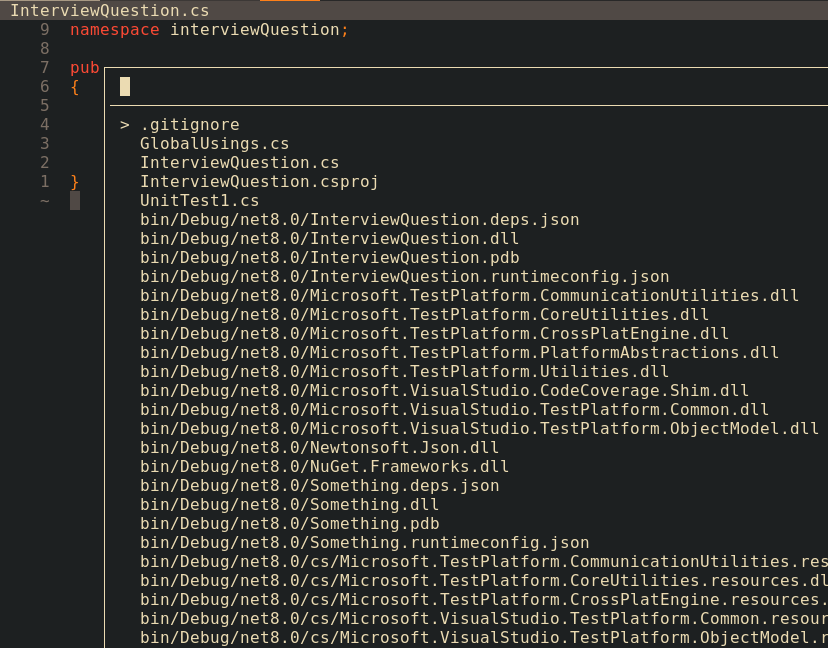 InterviewQuestion.cs
9 namespace interviewQuestion;
8
7 pub
6 {
5
4 > .gitignore
3 GlobalUsings.cs
2 InterviewQuestion.cs
1 } InterviewQuestion.csproj
~ UnitTest1.cs
bin/Debug/net8.0/InterviewQuestion.deps.json
bin/Debug/net8.0/InterviewQuestion.dll
bin/Debug/net8.0/InterviewQuestion.pdb
bin/Debug/net8.0/InterviewQuestion.runtimeconfig.json
bin/Debug/net8.0/Microsoft.TestPlatform.CommunicationUtilities.dll
bin/Debug/net8.0/Microsoft.TestPlatform.CoreUtilities.dll
bin/Debug/net8.0/Microsoft.TestPlatform.CrossPlatEngine.dll
bin/Debug/net8.0/Microsoft.TestPlatform.PlatformAbstractions.dll
bin/Debug/net8.0/Microsoft.TestPlatform.Utilities.dll
bin/Debug/net8.0/Microsoft.VisualStudio.CodeCoverage.Shim.dll
bin/Debug/net8.0/Microsoft.VisualStudio.TestPlatform.Common.dll
bin/Debug/net8.0/Microsoft.VisualStudio.TestPlatform.ObjectModel.dll
bin/Debug/net8.0/Newtonsoft.Json.dll
bin/Debug/net8.0/NuGet.Frameworks.dll
bin/Debug/net8.0/Something.deps.json
bin/Debug/net8.0/Something.dll
bin/Debug/net8.0/Something.pdb
bin/Debug/net8.0/Something.runtimeconfig.json
bin/Debug/net8.0/cs/Microsoft.TestPlatform.CommunicationUtilities.res
bin/Debug/net8.0/cs/Microsoft.TestPlatform.CoreUtilities.resources.dl
bin/Debug/net8.0/cs/Microsoft.TestPlatform.CrossPlatEngine.resources.
bin/Debug/net8.0/cs/Microsoft.VisualStudio.TestPlatform.Common.resour
bin/Debug/net8.0/cs/Microsoft.VisualStudio.TestPlatform.ObjectModel.r